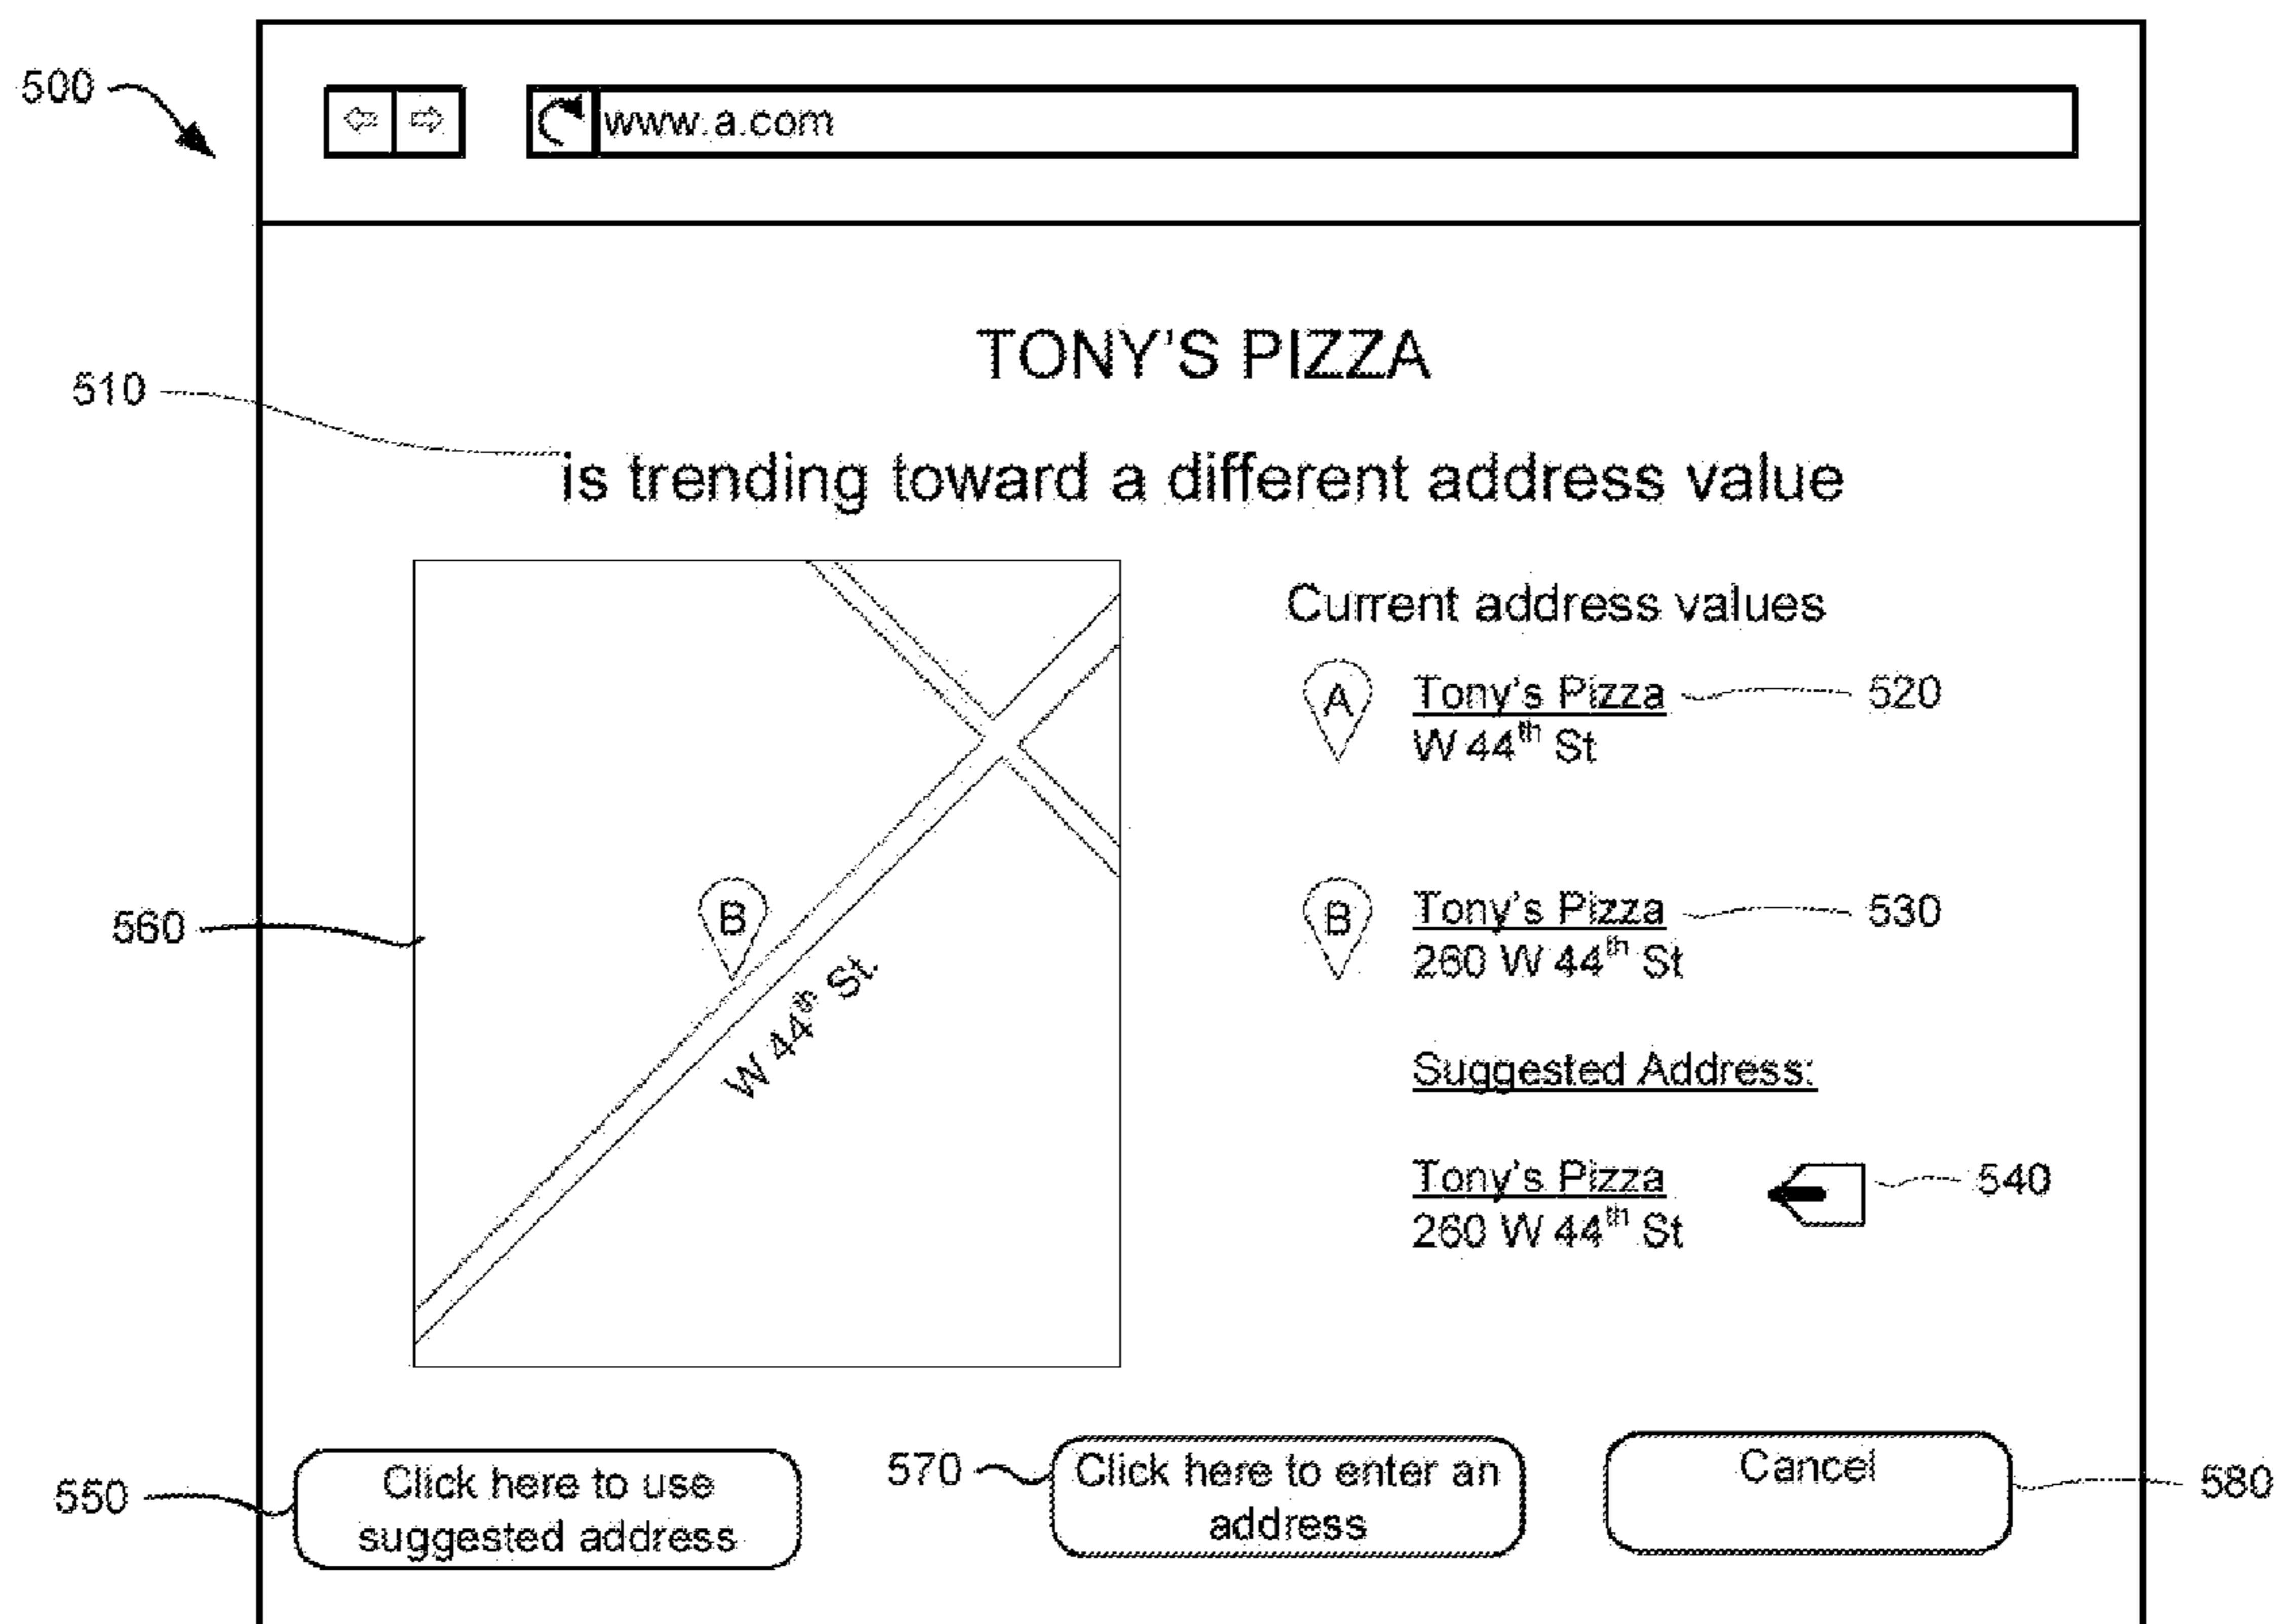 500
www.a.com
TONY'S PIZZA
510
is trending toward a different address value
Current address values
A
Tony's Pizza
520
W 44th St
560
B
W 44th St.
B
Tony's Pizza
530
260 W 44th St
Suggested Address:
Tony's Pizza
540
260 W 44th St
550
Click here to use
suggested address
570
Click here to enter an
address
Cancel
580